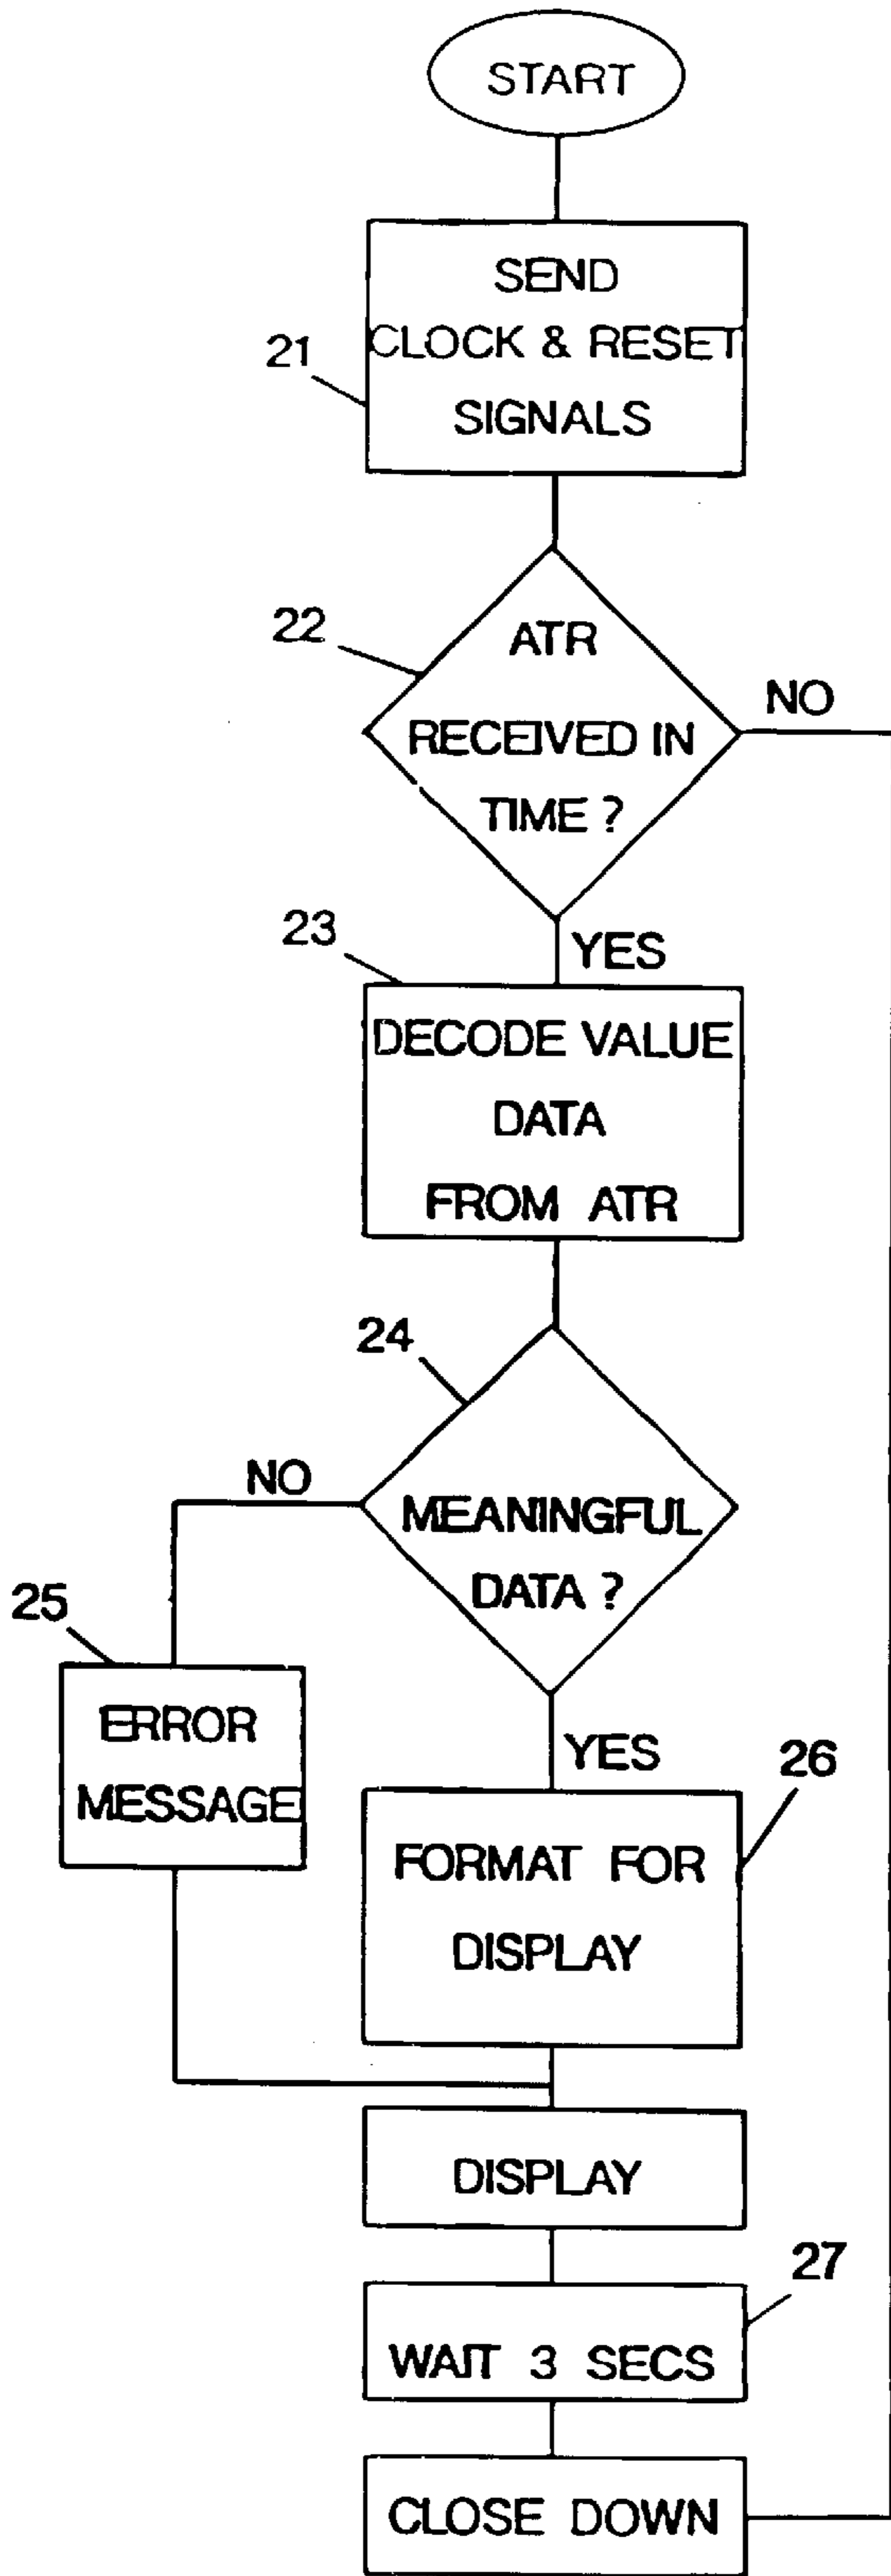 START
SEND
CLOCK & RESET
SIGNALS
21
ATR
RECEIVED IN
TIME ?
22
NO
YES
23
DECODE VALUE
DATA
FROM ATR
24
MEANINGFUL
DATA ?
NO
25
ERROR
MESSAGE
YES
26
FORMAT FOR
DISPLAY
DISPLAY
27
WAIT 3 SECS
CLOSE DOWN